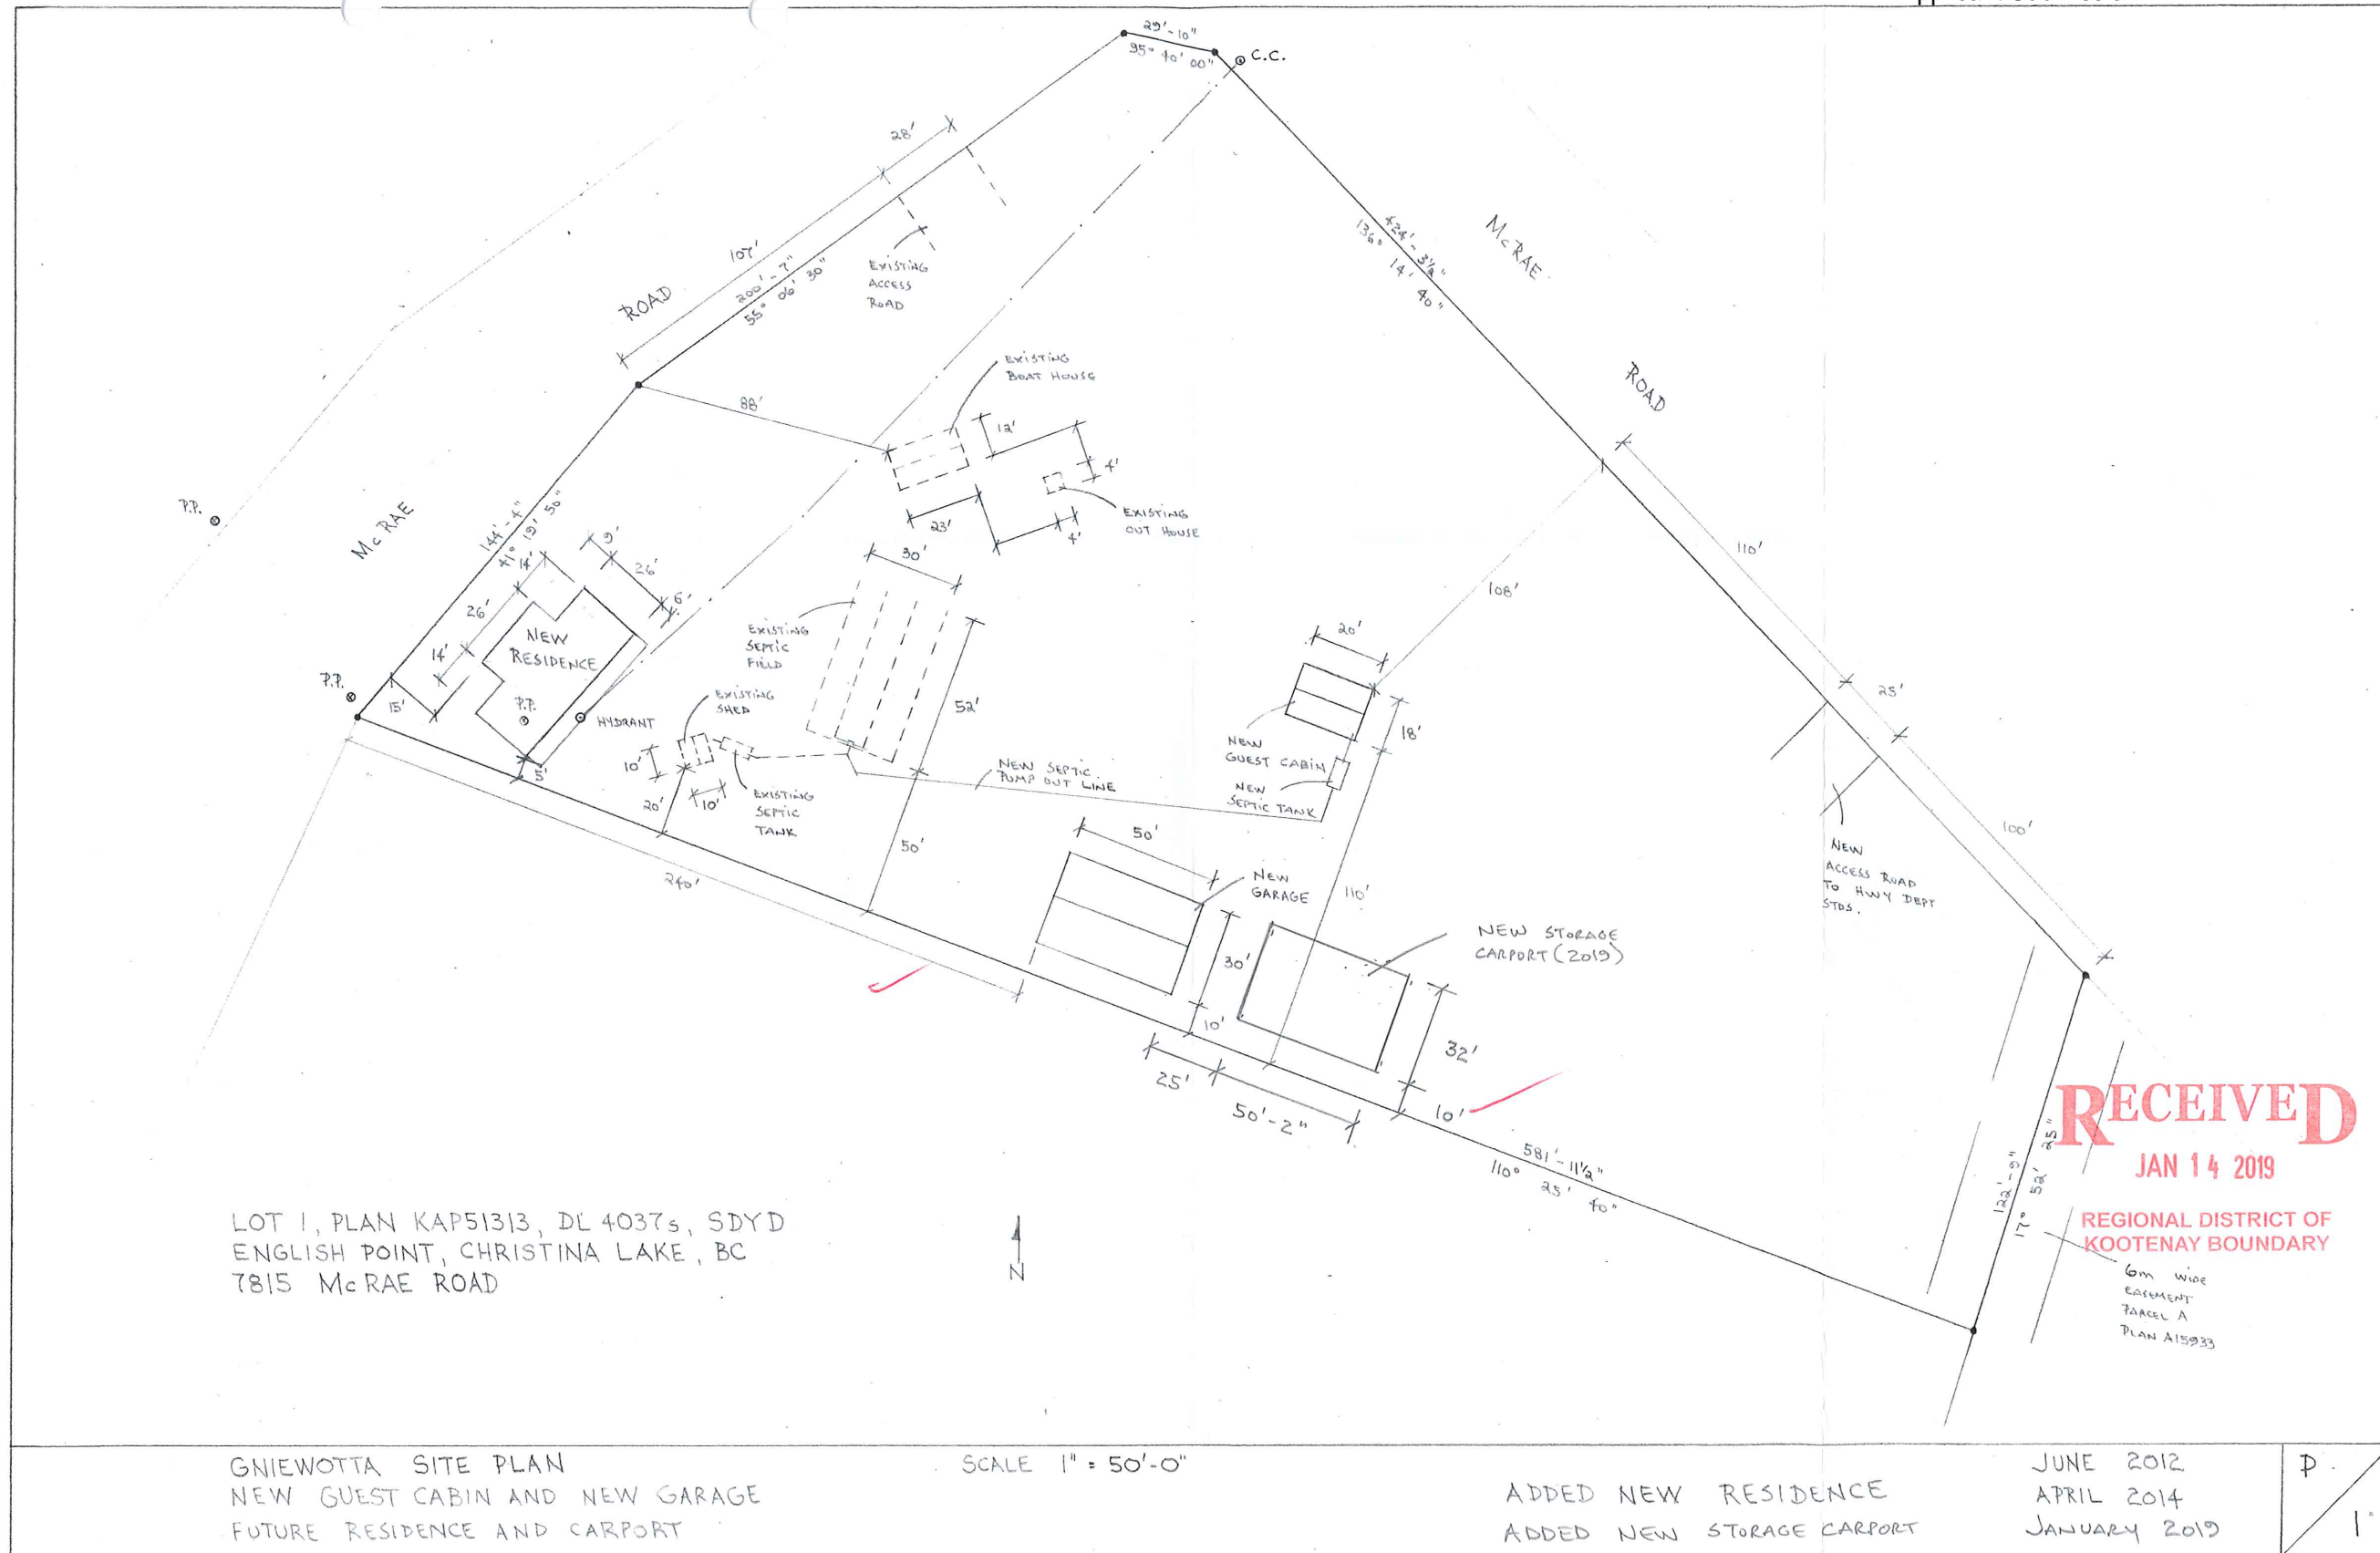 29'-10"
95° 40' 00"
C.C.
28'
107'
ROAD
200'-7"
55° 06' 30"
EXISTING
ACCESS
ROAD
424'-3½"
136° 14' 40"
McRAE
ROAD
EXISTING
BOAT HOUSE
88'
12'
4'
23'
4'
EXISTING
OUT HOUSE
P.P.
McRAE
144'-4"
41° 19' 50"
14'
9'
26'
6'
26'
14'
NEW
RESIDENCE
P.P.
P.P.
15'
HYDRANT
5'
30'
EXISTING
SEPTIC
FIELD
EXISTING
SHED
52'
10'
10'
20'
EXISTING
SEPTIC
TANK
50'
240'
NEW SEPTIC
PUMP OUT LINE
110'
108'
20'
18'
NEW
GUEST CABIN
NEW
SEPTIC TANK
25'
100'
NEW
ACCESS ROAD
TO HWY DEPT
STDS.
50'
NEW
GARAGE
110'
30'
10'
NEW STORAGE
CARPORT (2019)
32'
10'
25'
50'-2"
581'-11½"
110° 25' 40"
122'-9"
17° 52' 25"
RECEIVED
JAN 14 2019
REGIONAL DISTRICT OF
KOOTENAY BOUNDARY
6m WIDE
EASEMENT
PARCEL A
PLAN A15933
LOT 1, PLAN KAP51313, DL 4037s, SDYD
ENGLISH POINT, CHRISTINA LAKE, BC
7815 McRAE ROAD
N
GNIEWOTTA SITE PLAN
NEW GUEST CABIN AND NEW GARAGE
FUTURE RESIDENCE AND CARPORT
SCALE 1" = 50'-0"
ADDED NEW RESIDENCE
ADDED NEW STORAGE CARPORT
JUNE 2012
APRIL 2014
JANUARY 2019
P.
1